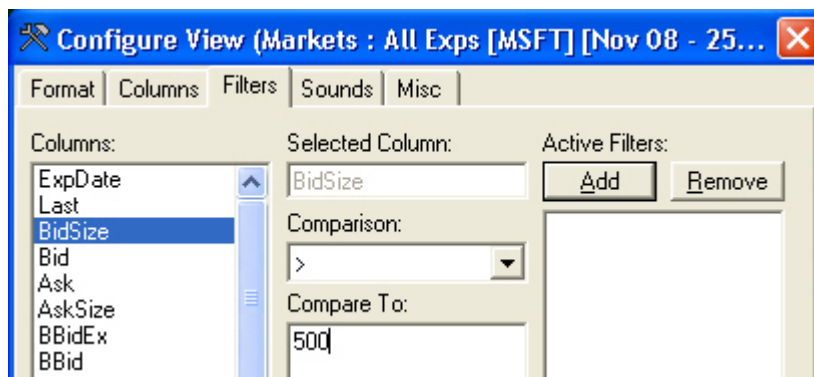 Configure View (Markets : All Exps [MSFT] [Nov 08 - 25...
Format Columns Filters Sounds Misc
Columns:
ExpDate
Last
BidSize
Bid
Ask
AskSize
BBidEx
BBid
Selected Column:
BidSize
Comparison:
>
Compare To:
500
Active Filters:
Add Remove